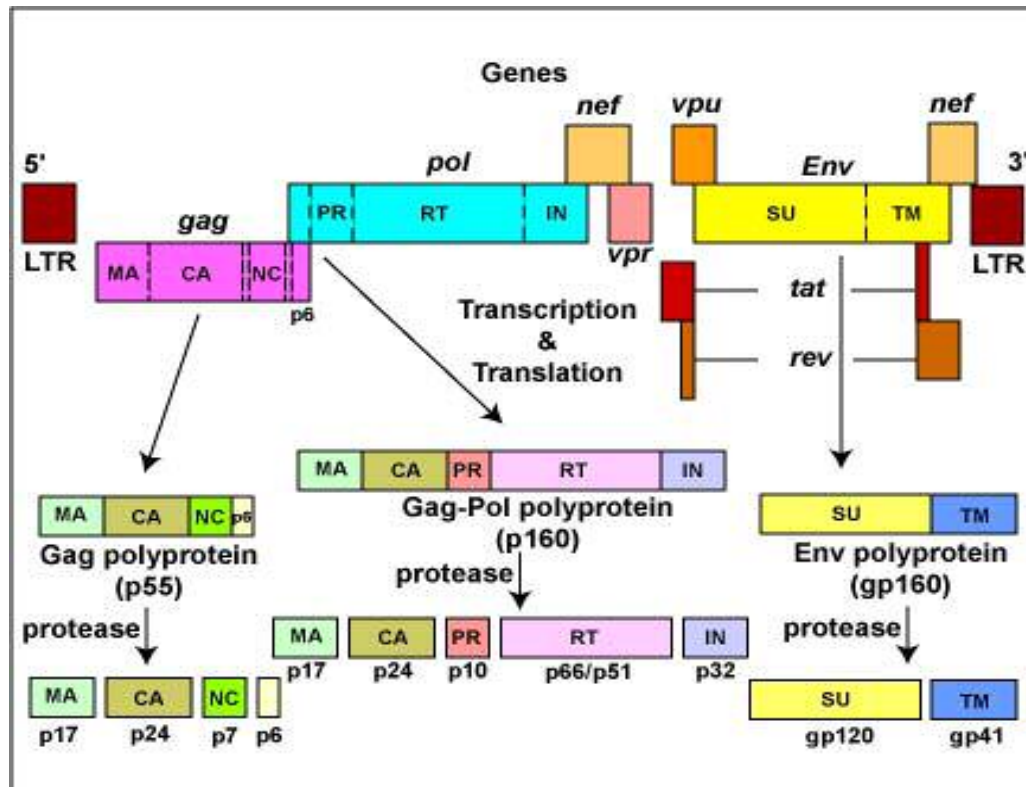 Genes
nef
vpu
nef
5'
pol
Env
3'
gag
PR
RT
IN
SU
TM
LTR
vpr
LTR
MA
CA
NC
p6
tat
Transcription
&
Translation
rev
MA
CA
PR
RT
IN
Gag-Pol polyprotein
(p160)
MA
CA
NC
p6
Gag polyprotein
(p55)
SU
TM
Env polyprotein
(gp160)
protease
protease
protease
MA
CA
PR
RT
IN
p17
p24
p10
p66/p51
p32
MA
CA
NC
p17
p24
p7
p6
SU
TM
gp120
gp41